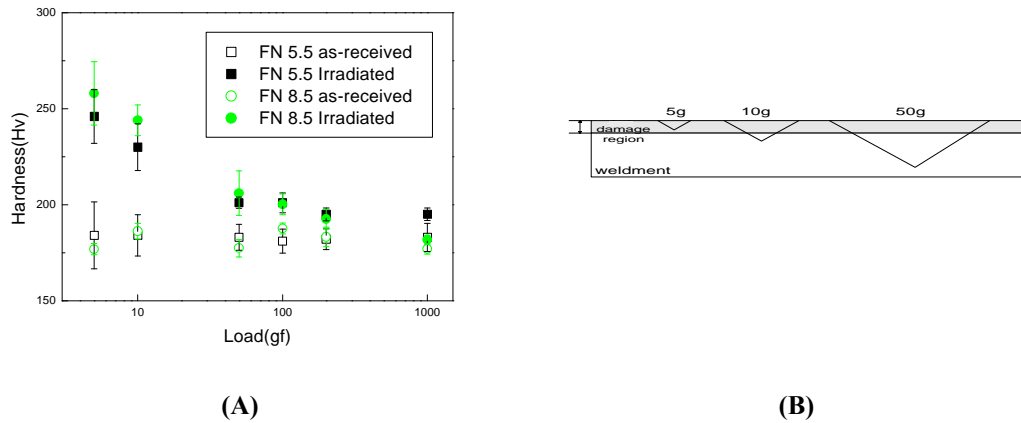 300
250
200
150
Hardness(Hv)
10
100
1000
Load(gf)
FN 5.5 as-received
FN 5.5 Irradiated
FN 8.5 as-received
FN 8.5 Irradiated
(A)
5g 10g 50g
damage
region
weldment
(B)